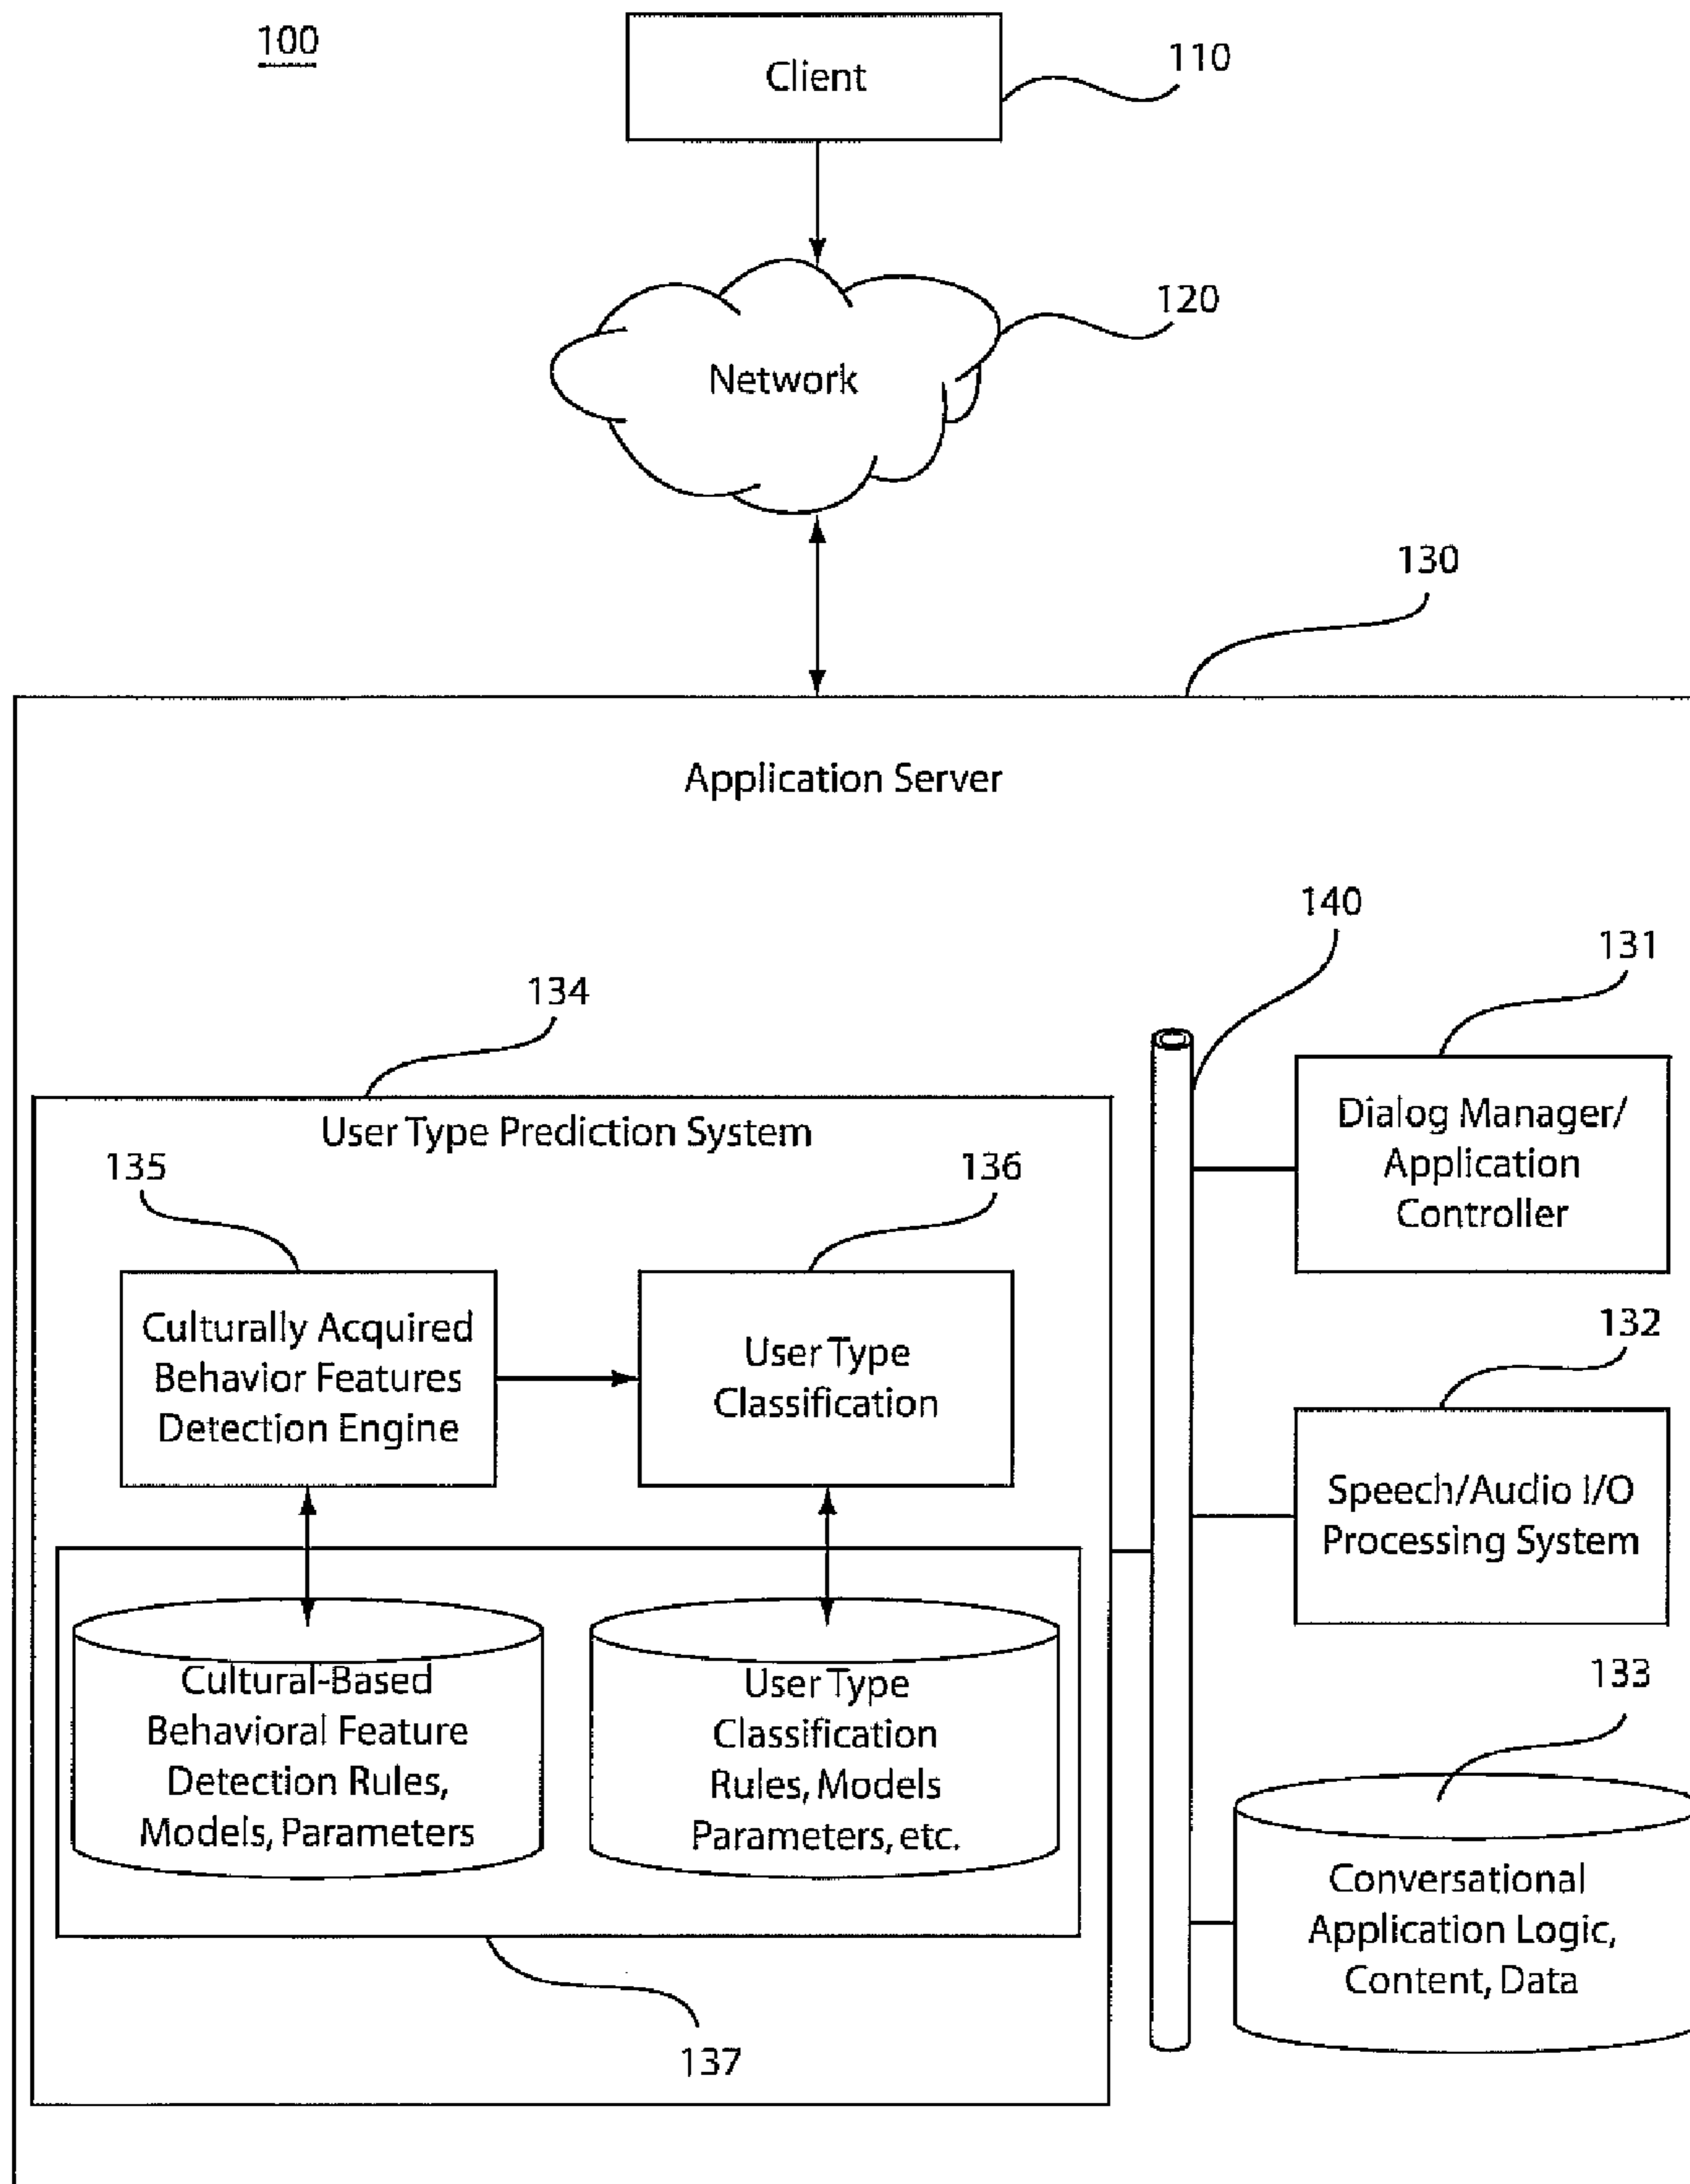 100
Client
110
120
Network
130
Application Server
140
131
134
Dialog Manager/
Application
Controller
User Type Prediction System
135
136
Culturally Acquired
Behavior Features
Detection Engine
User Type
Classification
132
Speech/Audio I/O
Processing System
133
Cultural-Based
Behavioral Feature
Detection Rules,
Models, Parameters
User Type
Classification
Rules, Models
Parameters, etc.
Conversational
Application Logic,
Content, Data
137